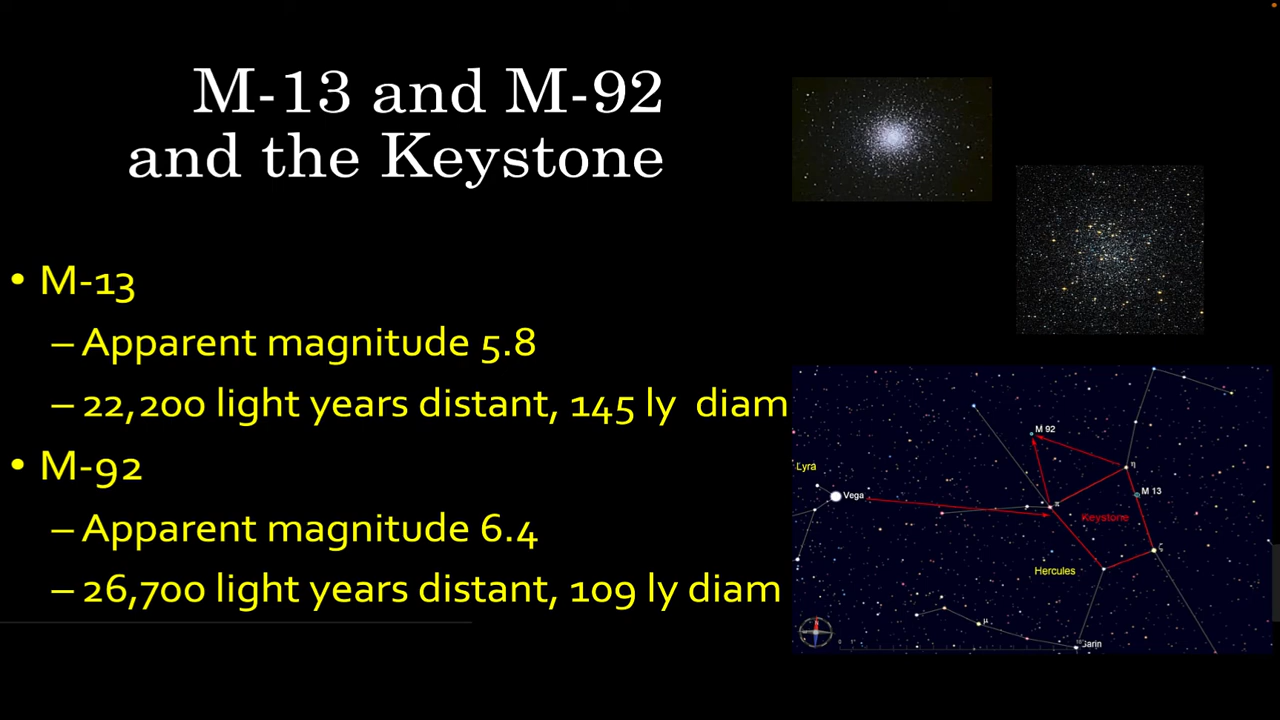 M-13 and M-92
and the Keystone
• M-13
– Apparent magnitude 5.8
– 22,200 light years distant, 145 ly diam
• M-92
– Apparent magnitude 6.4
– 26,700 light years distant, 109 ly diam
M 92
η
Lyra
M 13
Vega
π
Keystone
ζ
Hercules
μ